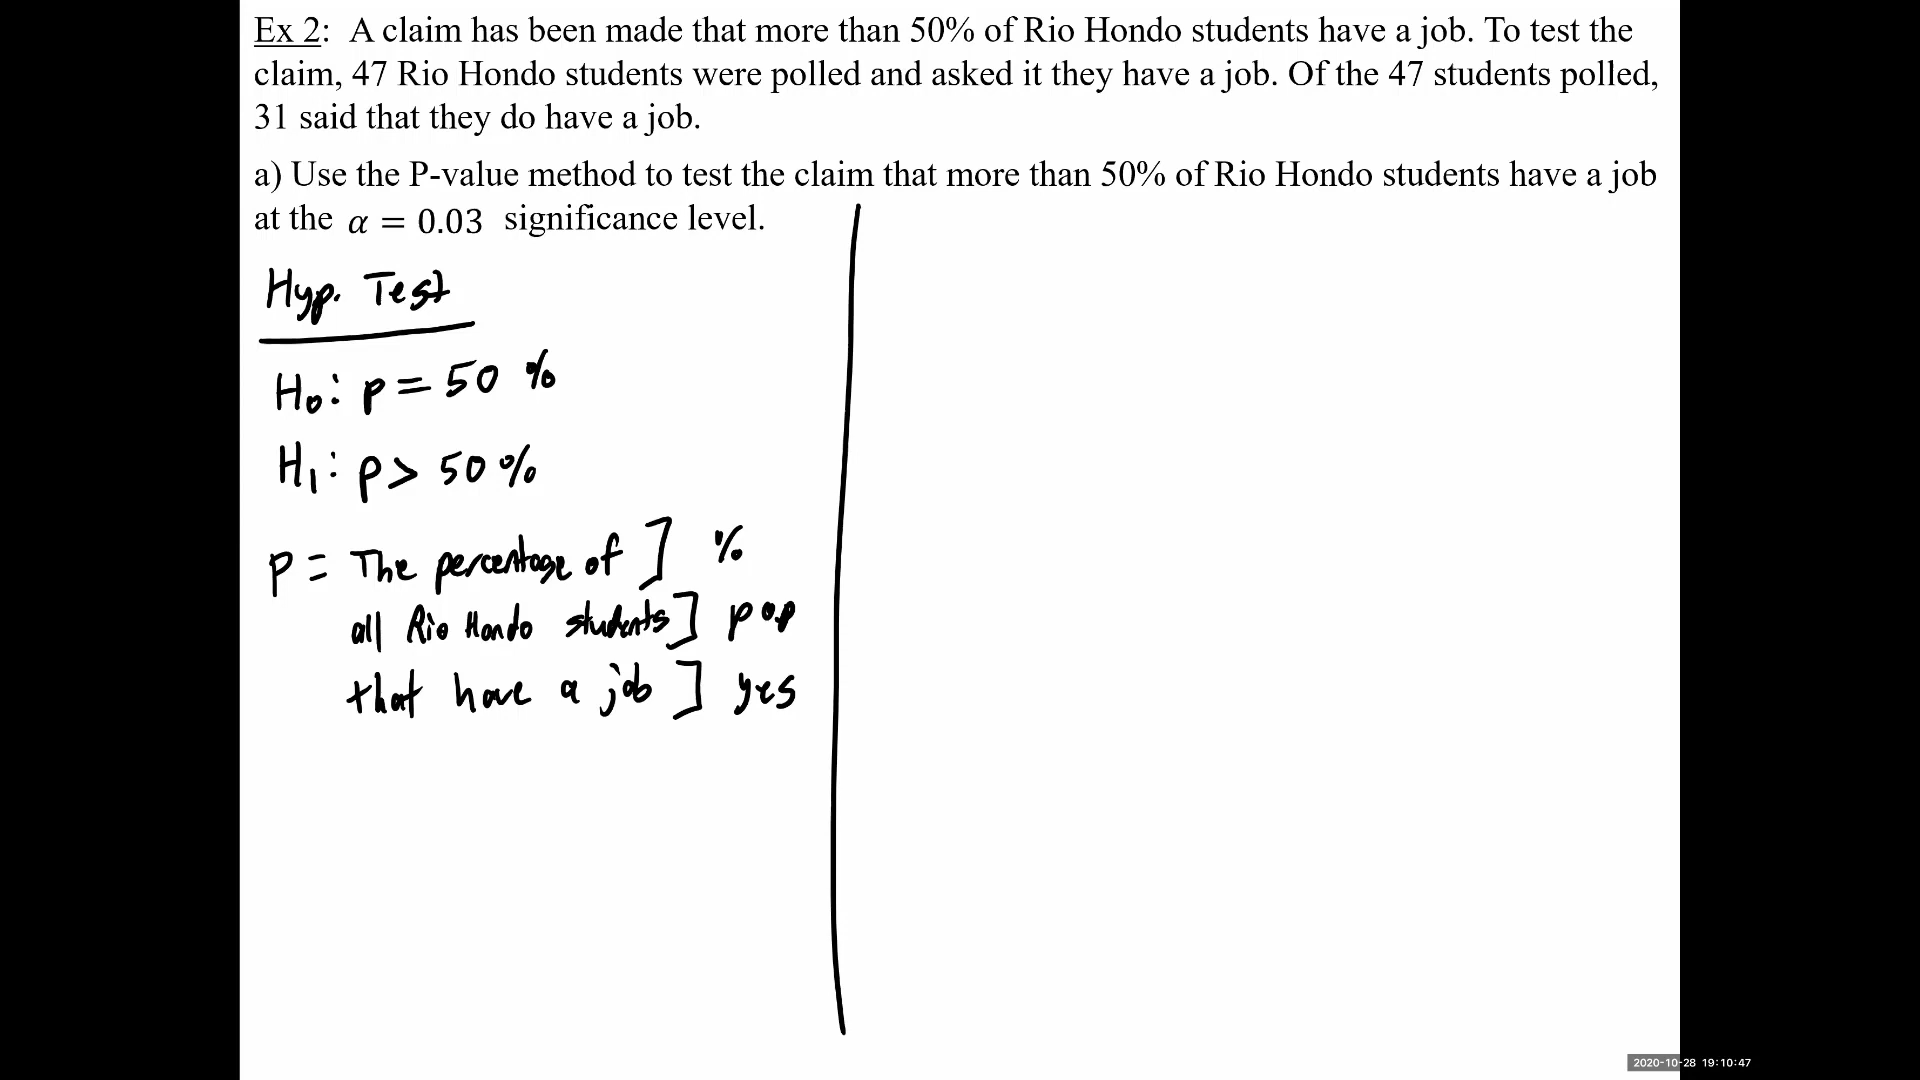 Ex 2: A claim has been made that more than 50% of Rio Hondo students have a job. To test the
claim, 47 Rio Hondo students were polled and asked it they have a job. Of the 47 students polled,
31 said that they do have a job.
a) Use the P-value method to test the claim that more than 50% of Rio Hondo students have a job
at the α = 0.03 significance level.
Hyp. Test
H₀: p = 50 %
H₁: p > 50 %
p = The percentage of ] %
all Rio Hondo students ] pop
that have a job ] yes
2020-10-28 19:10:47